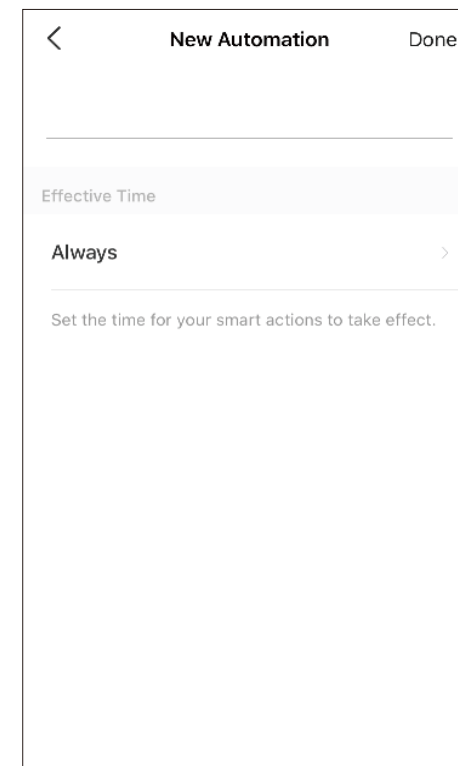 New Automation Done
Effective Time
Always
Set the time for your smart actions to take effect.